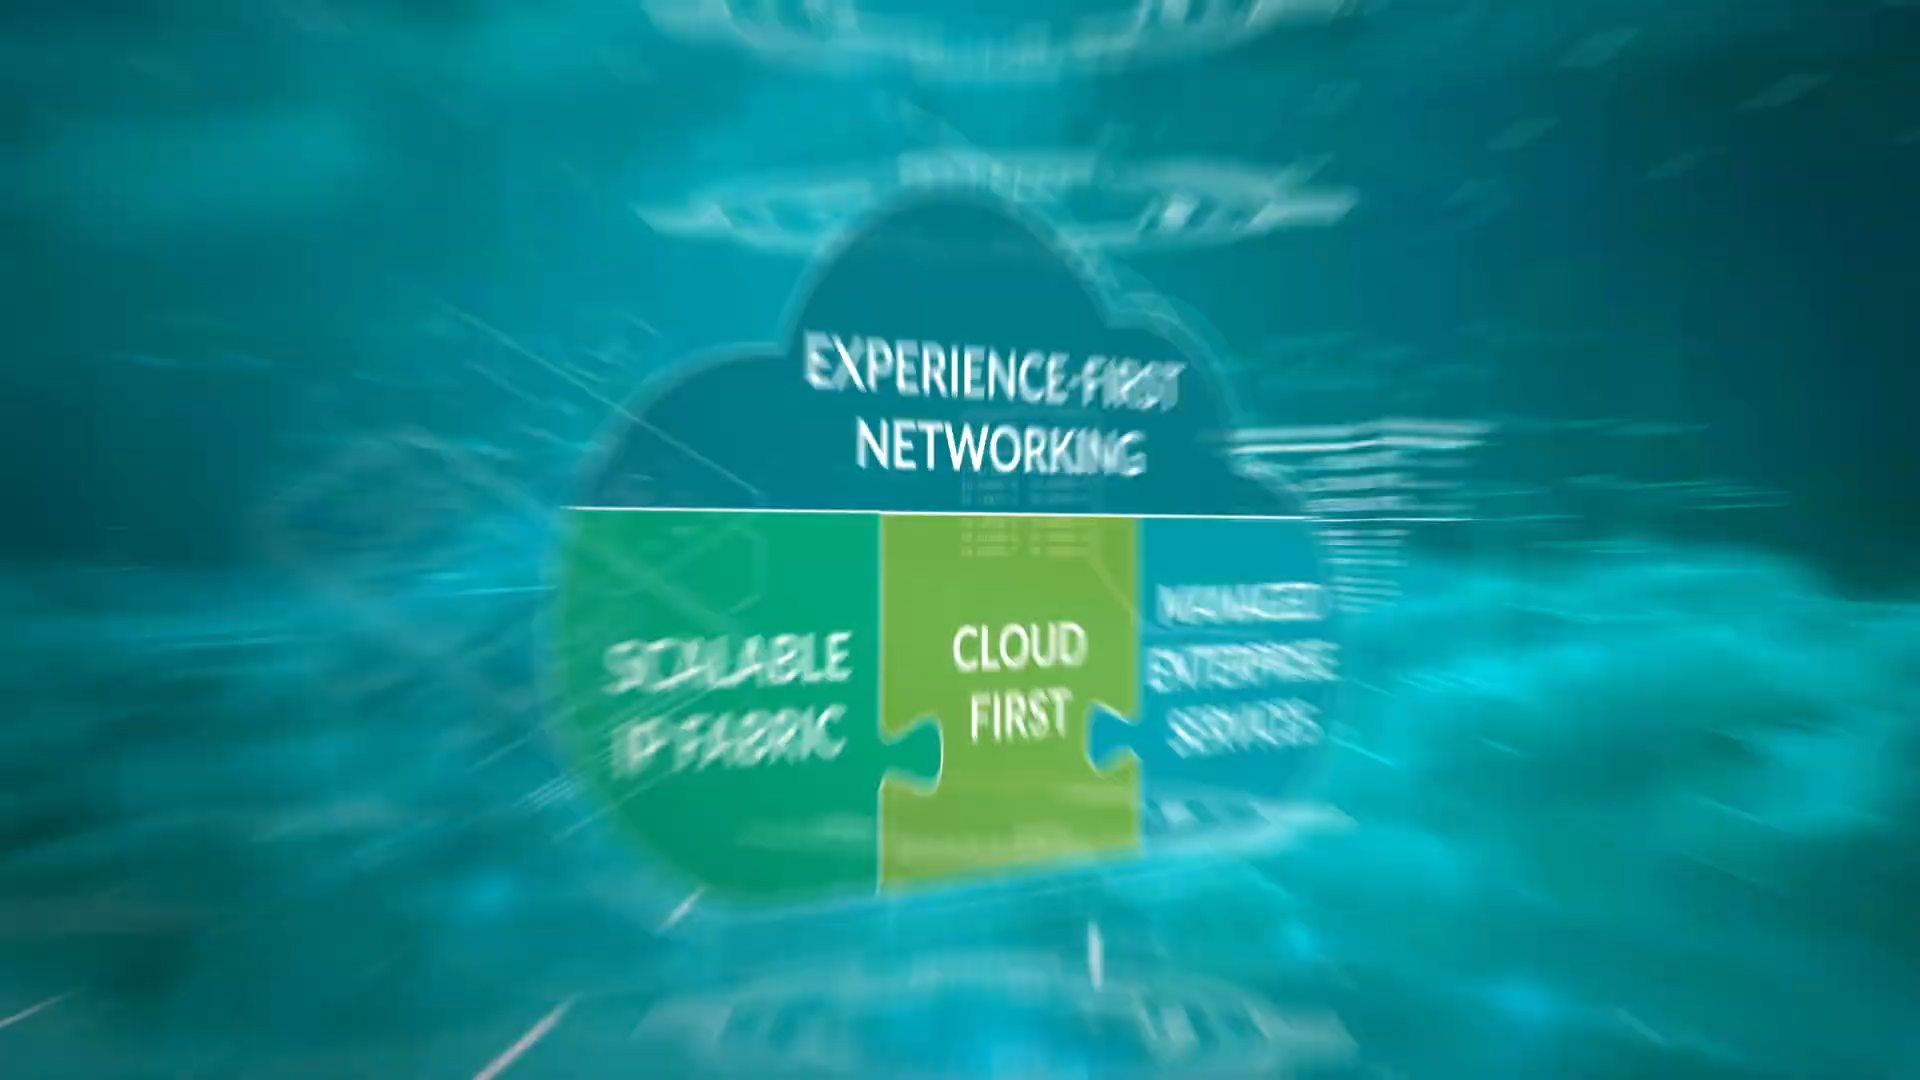 EXPERIENCE-FIRST
NETWORKING
SCALABLE
IP FABRIC
CLOUD
FIRST
MANAGED
ENTERPRISE
SERVICES